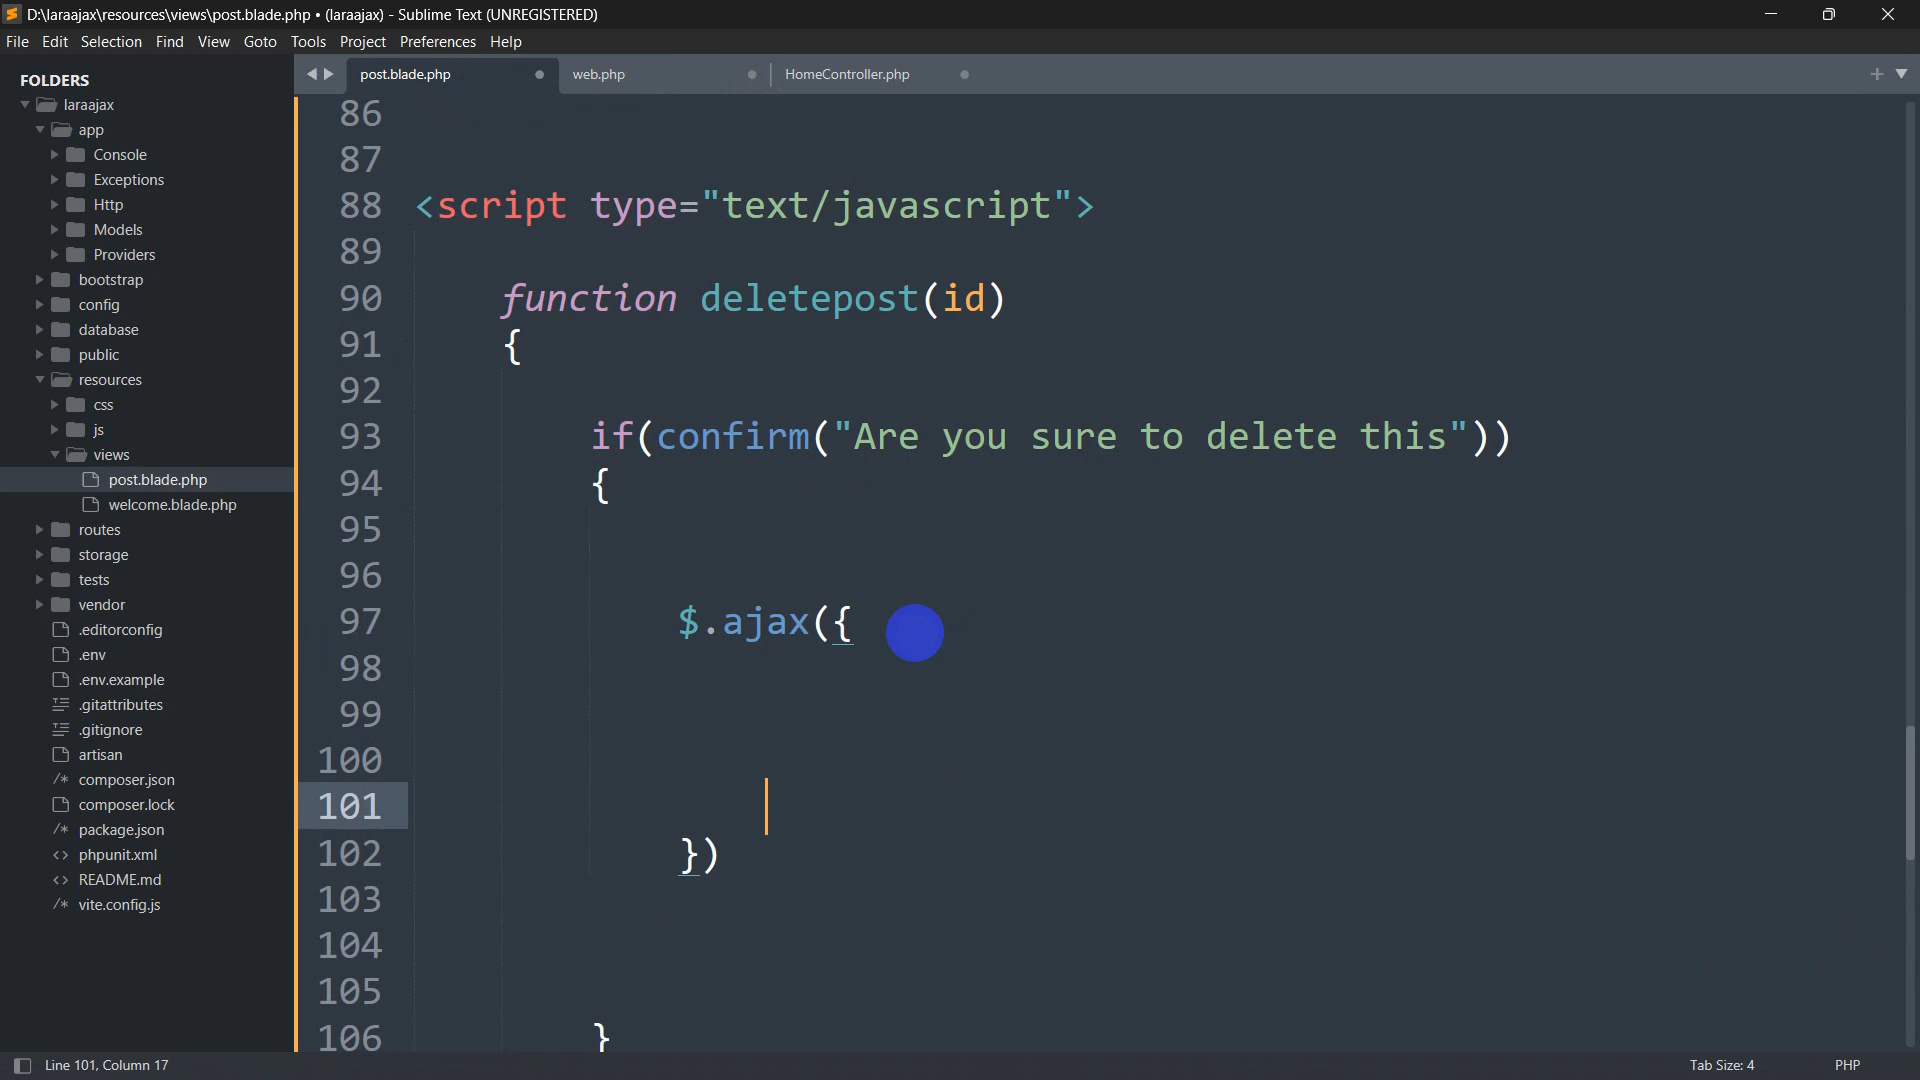 D:\laraajax\resources\views\post.blade.php • (laraajax) - Sublime Text (UNREGISTERED)
File Edit Selection Find View Goto Tools Project Preferences Help
FOLDERS
laraajax
app
Console
Exceptions
Http
Models
Providers
bootstrap
config
database
public
resources
css
js
views
post.blade.php
welcome.blade.php
routes
storage
tests
vendor
.editorconfig
.env
.env.example
.gitattributes
.gitignore
artisan
composer.json
composer.lock
package.json
phpunit.xml
README.md
vite.config.js
post.blade.php web.php HomeController.php
86
87
88 <script type="text/javascript">
89
90 function deletepost(id)
91 {
92
93 if(confirm("Are you sure to delete this"))
94 {
95
96
97 $.ajax({
98
99
100
101
102 })
103
104
105
106 }
Line 101, Column 17 Tab Size: 4 PHP